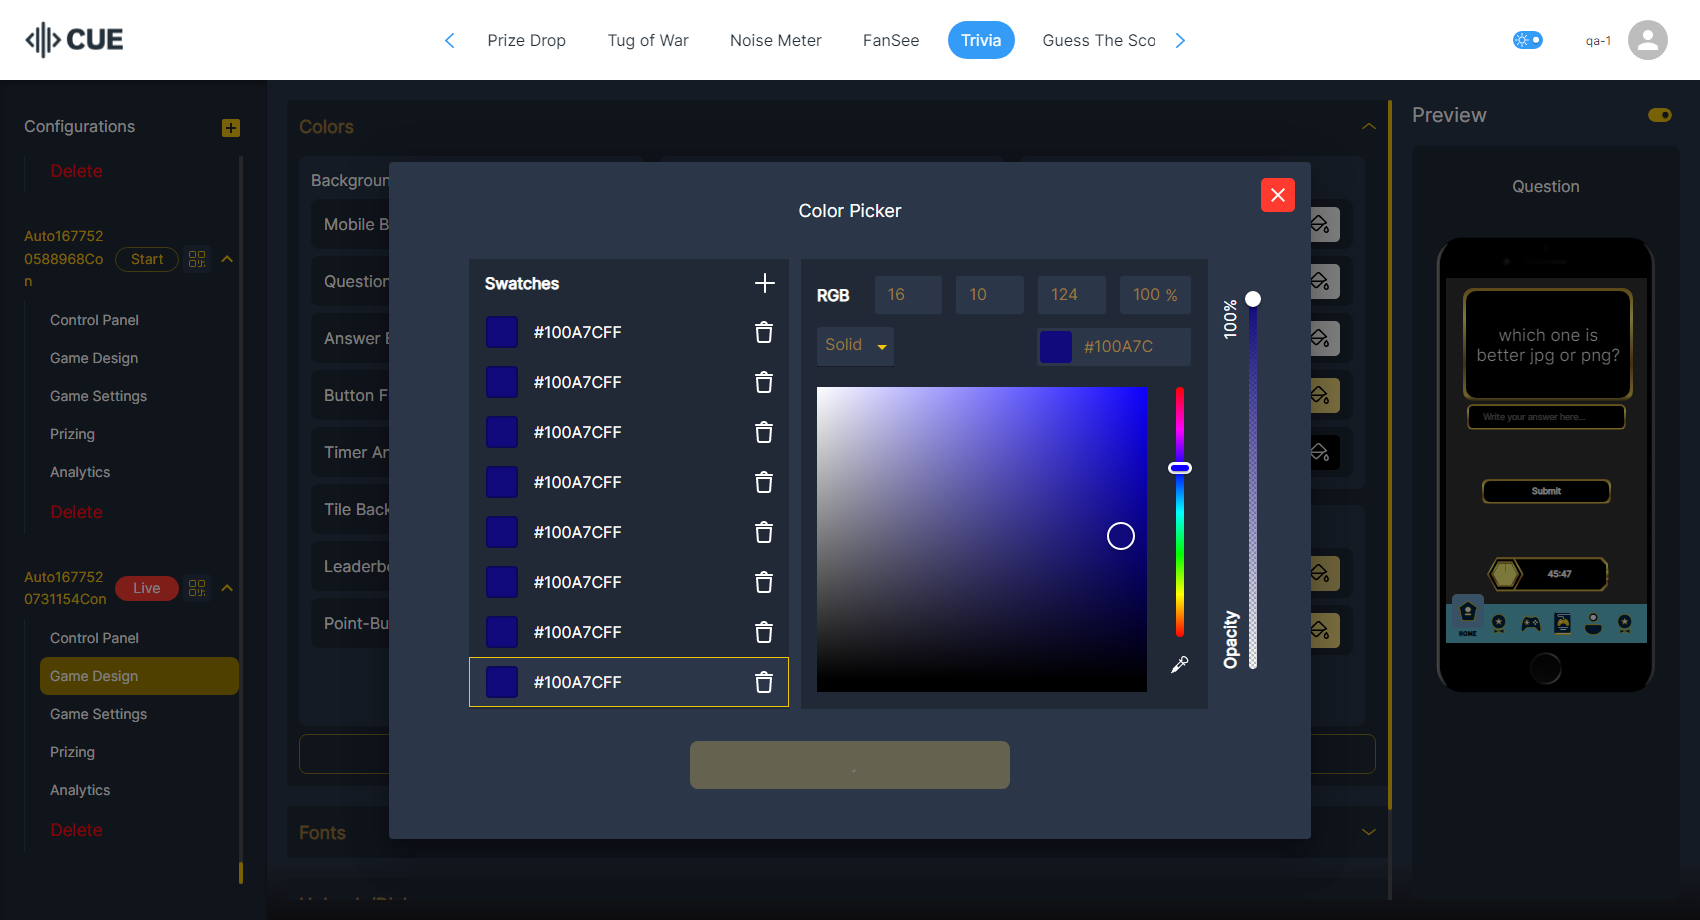 CUE
Prize Drop
Tug of War
Noise Meter
FanSee
Trivia
Guess The Sco
qa-1
Configurations
Delete
Auto167752
0588968Co
n
Start
Control Panel
Game Design
Game Settings
Prizing
Analytics
Delete
Auto167752
0731154Con
Live
Control Panel
Game Design
Game Settings
Prizing
Analytics
Delete
Colors
Backgroun
Mobile B
Question
Answer
Button F
Timer An
Tile Back
Leaderbo
Point-Bu
Fonts
Color Picker
Swatches
#100A7CFF
#100A7CFF
#100A7CFF
#100A7CFF
#100A7CFF
#100A7CFF
#100A7CFF
#100A7CFF
RGB
16
10
124
100 %
Solid
#100A7C
100%
Opacity
Preview
Question
which one is
better jpg or png?
Write your answer here...
Submit
45:47
HOME